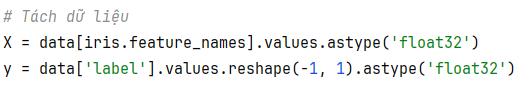 # Tách dữ liệu
X = data[iris.feature_names].values.astype('float32')
y = data['label'].values.reshape(-1, 1).astype('float32')